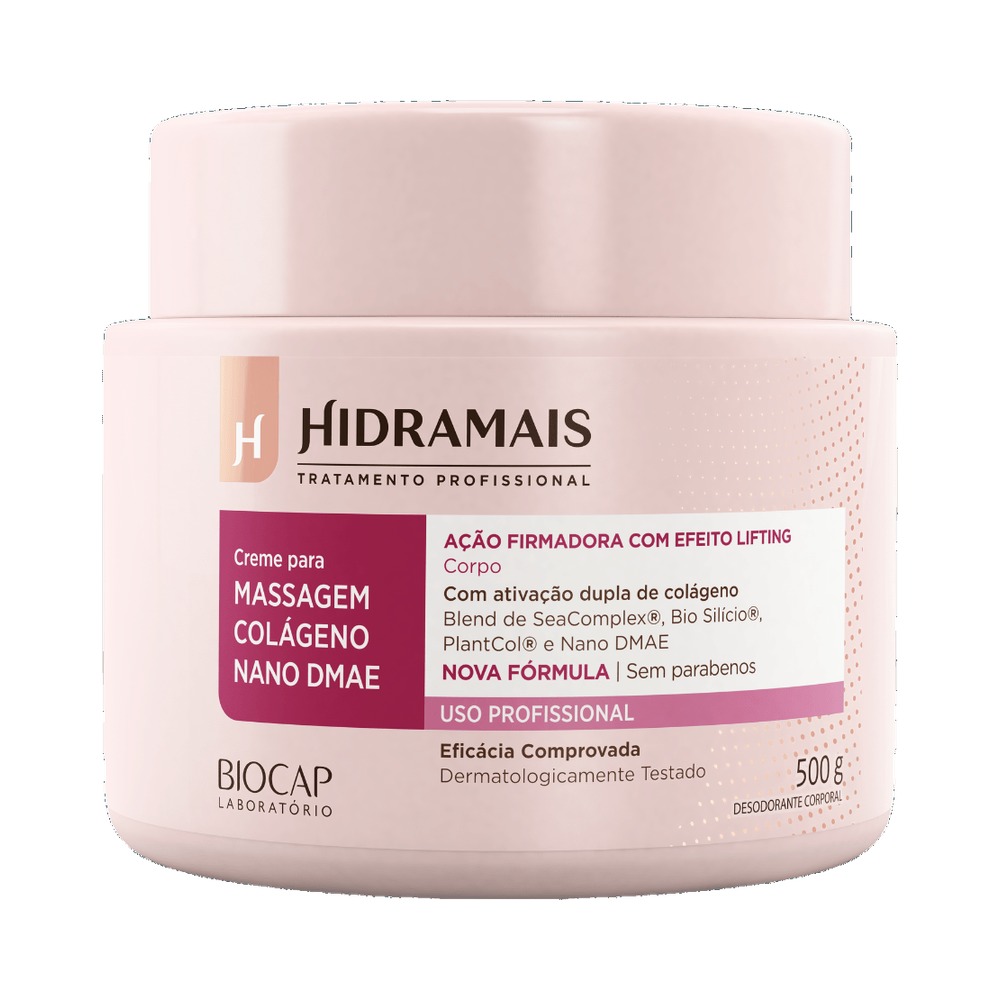 H
HIDRAMAIS
TRATAMENTO PROFISSIONAL
Creme para
MASSAGEM
COLÁGENO
NANO DMAE
AÇÃO FIRMADORA COM EFEITO LIFTING
Corpo
Com ativação dupla de colágeno
Blend de SeaComplex®, Bio Silício®,
PlantCol® e Nano DMAE
NOVA FÓRMULA | Sem parabenos
USO PROFISSIONAL
Eficácia Comprovada
Dermatologicamente Testado
BIOCAP
LABORATÓRIO
500 g
DESODORANTE CORPORAL